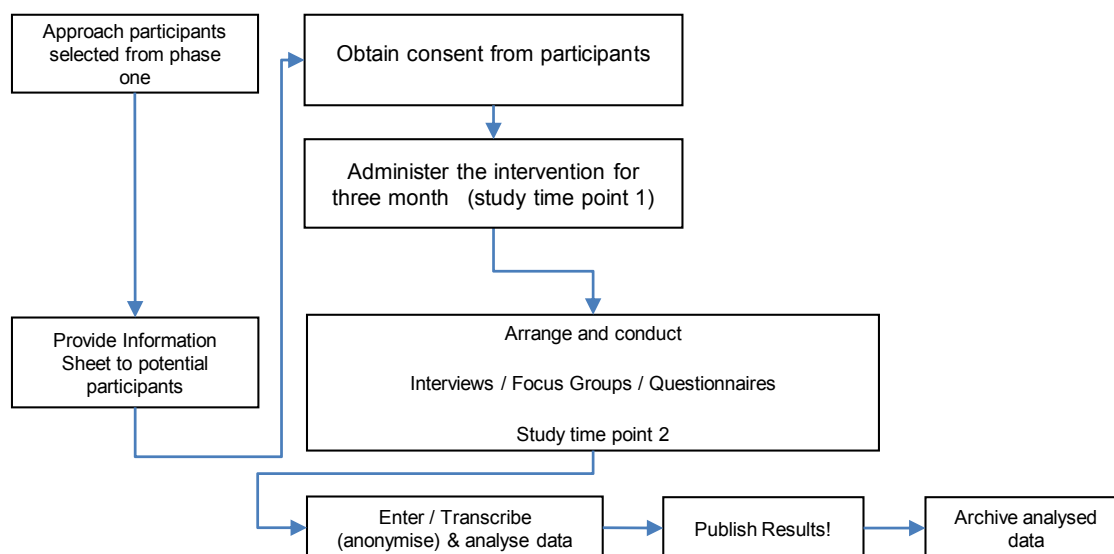 Approach participants
selected from phase
one
Provide Information
Sheet to potential
participants
Obtain consent from participants
Administer the intervention for
three month (study time point 1)
Arrange and conduct
Interviews / Focus Groups / Questionnaires
Study time point 2
Enter / Transcribe
(anonymise) & analyse data
Publish Results!
Archive analysed
data